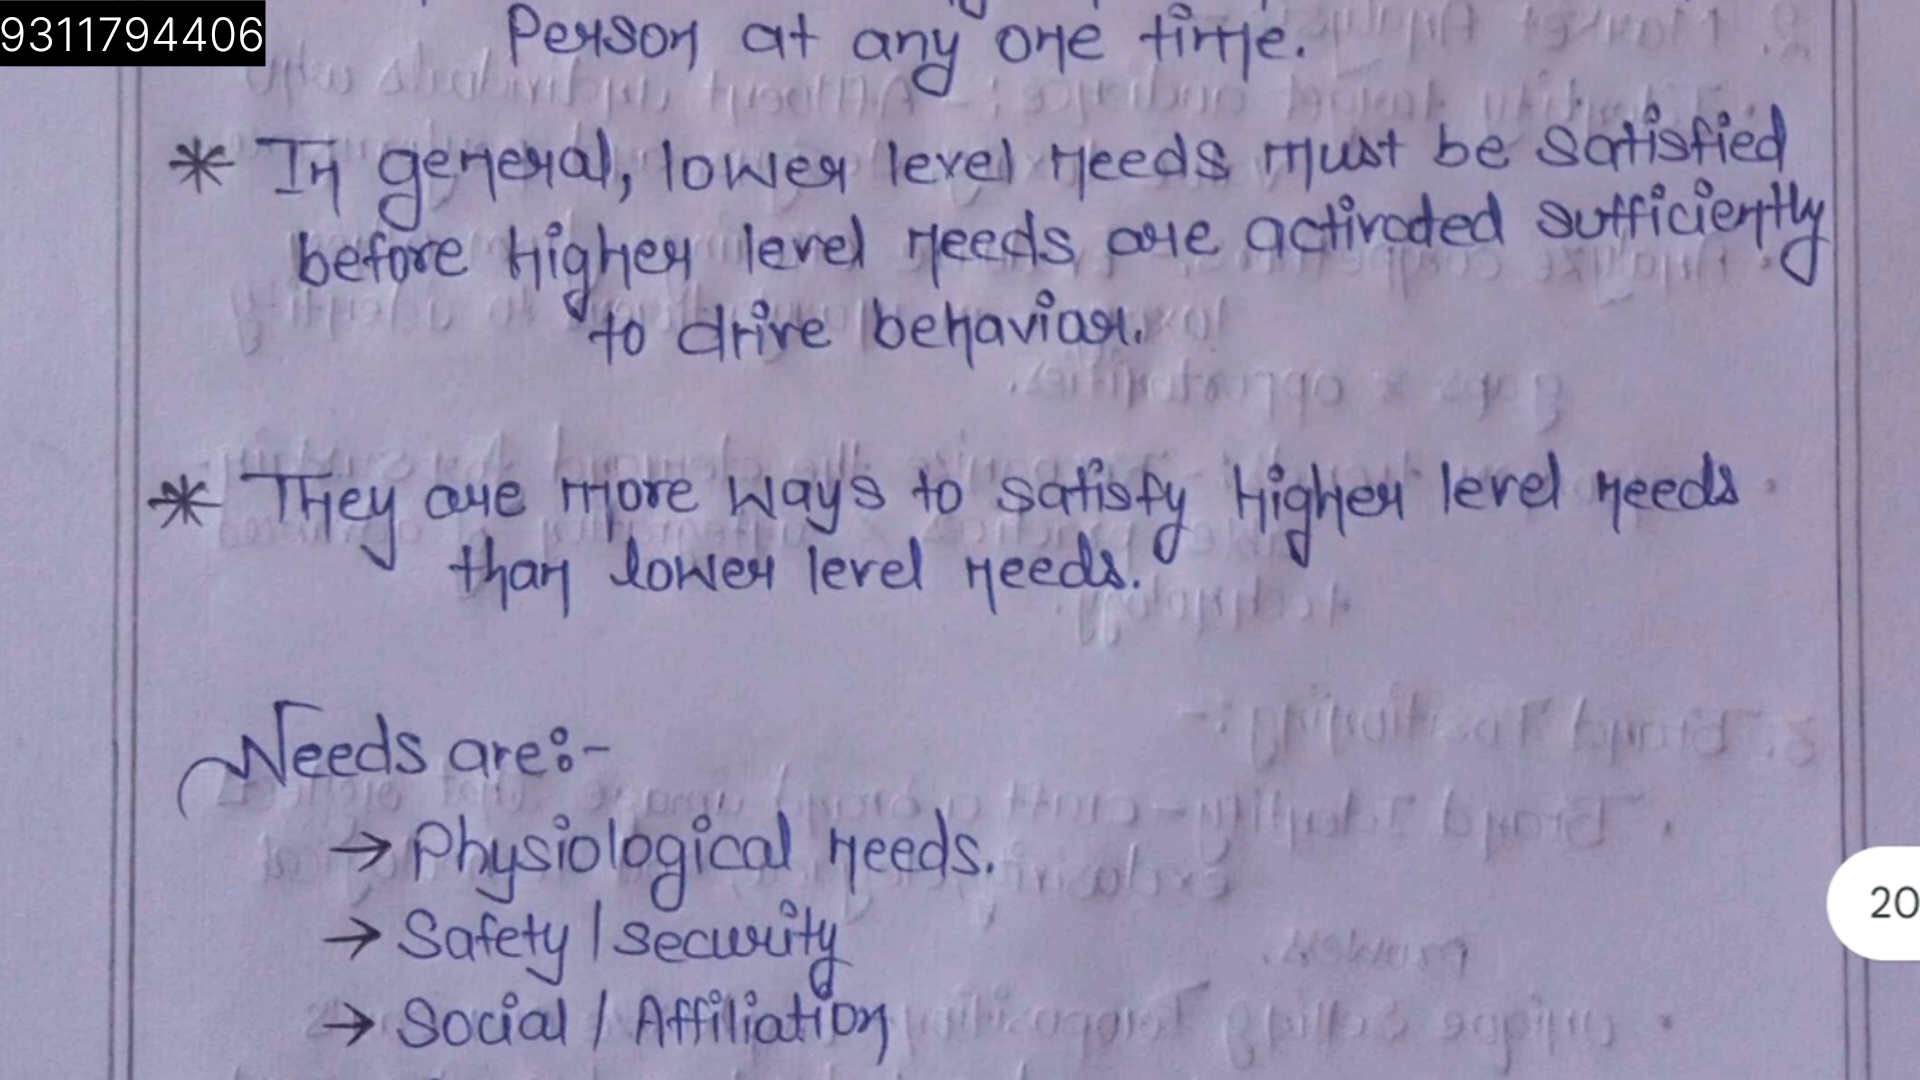 9311794406
Person at any one time.
* In general, lower level needs must be satisfied
before higher level needs are activated sufficiently
to drive behavior.
* They are more ways to satisfy higher level needs
than lower level needs.
Needs are:-
→ Physiological needs.
→ Safety / security
20
→ Social / Affiliation